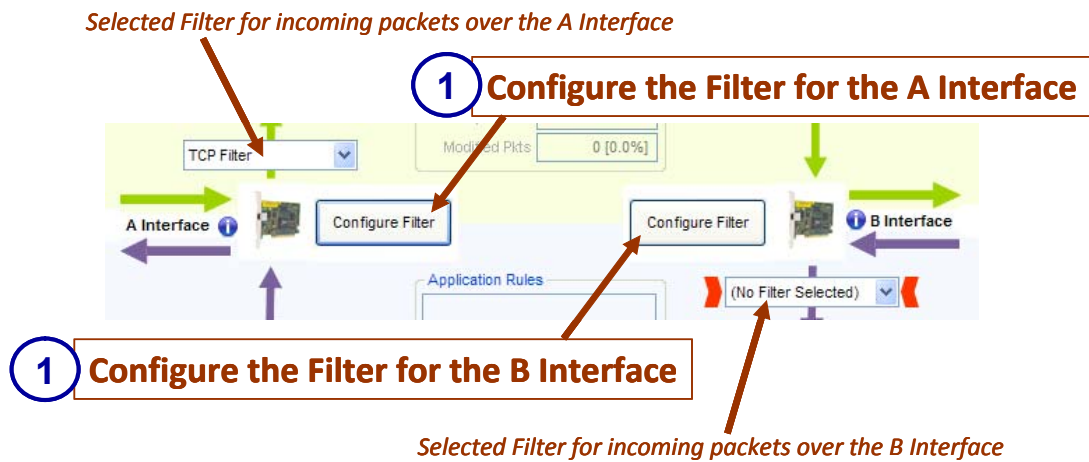 Selected Filter for incoming packets over the A Interface
1 Configure the Filter for the A Interface
Modified Pkts 0 [0.0%]
TCP Filter
A Interface
Configure Filter
Configure Filter
B Interface
Application Rules
(No Filter Selected)
1 Configure the Filter for the B Interface
Selected Filter for incoming packets over the B Interface